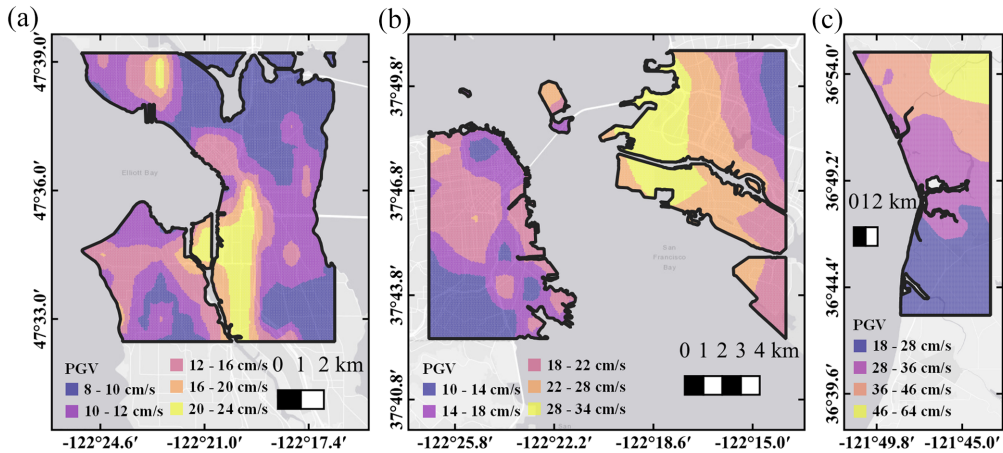 (a)
47°39.0′
47°36.0′
47°33.0′
Elliott Bay
PGV
8 - 10 cm/s
10 - 12 cm/s
12 - 16 cm/s
16 - 20 cm/s
20 - 24 cm/s
0 1 2 km
-122°24.6′ -122°21.0′ -122°17.4′
(b)
37°49.8′
37°46.8′
37°43.8′
37°40.8′
San
Francisco
Bay
PGV
10 - 14 cm/s
14 - 18 cm/s
18 - 22 cm/s
22 - 28 cm/s
28 - 34 cm/s
0 1 2 3 4 km
-122°25.8′ -122°22.2′ -122°18.6′ -122°15.0′
(c)
36°54.0′
36°49.2′
36°44.4′
36°39.6′
012 km
PGV
18 - 28 cm/s
28 - 36 cm/s
36 - 46 cm/s
46 - 64 cm/s
-121°49.8′ -121°45.0′